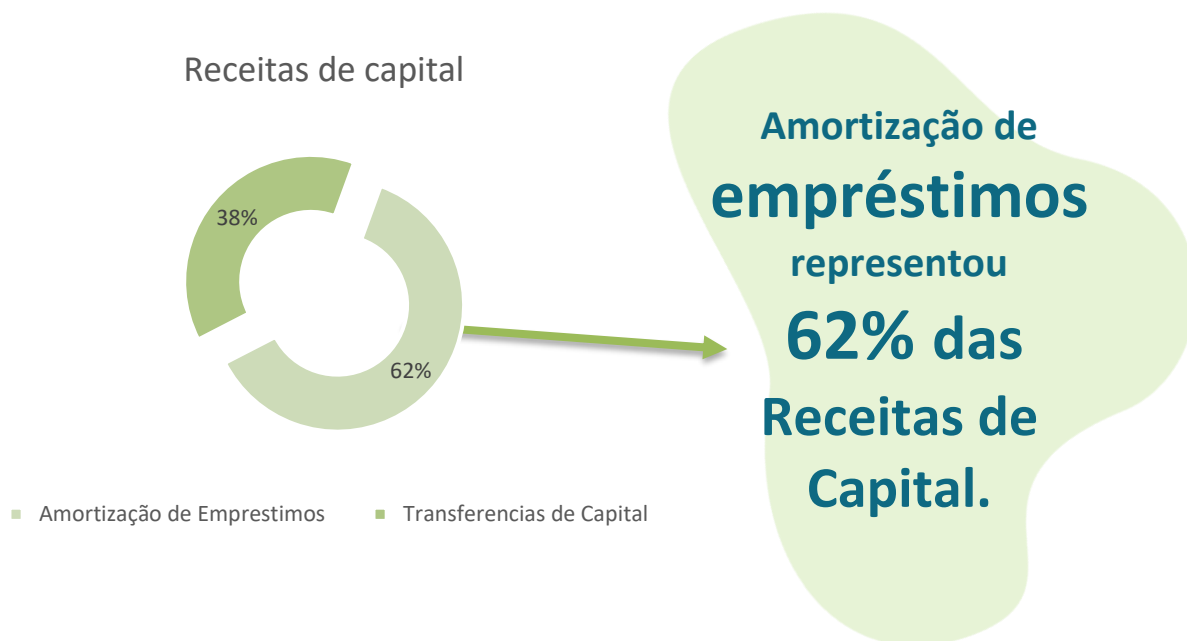 Receitas de capital
38%
62%
Amortização de Emprestimos
Transferencias de Capital
Amortização de
empréstimos
representou
62% das
Receitas de
Capital.